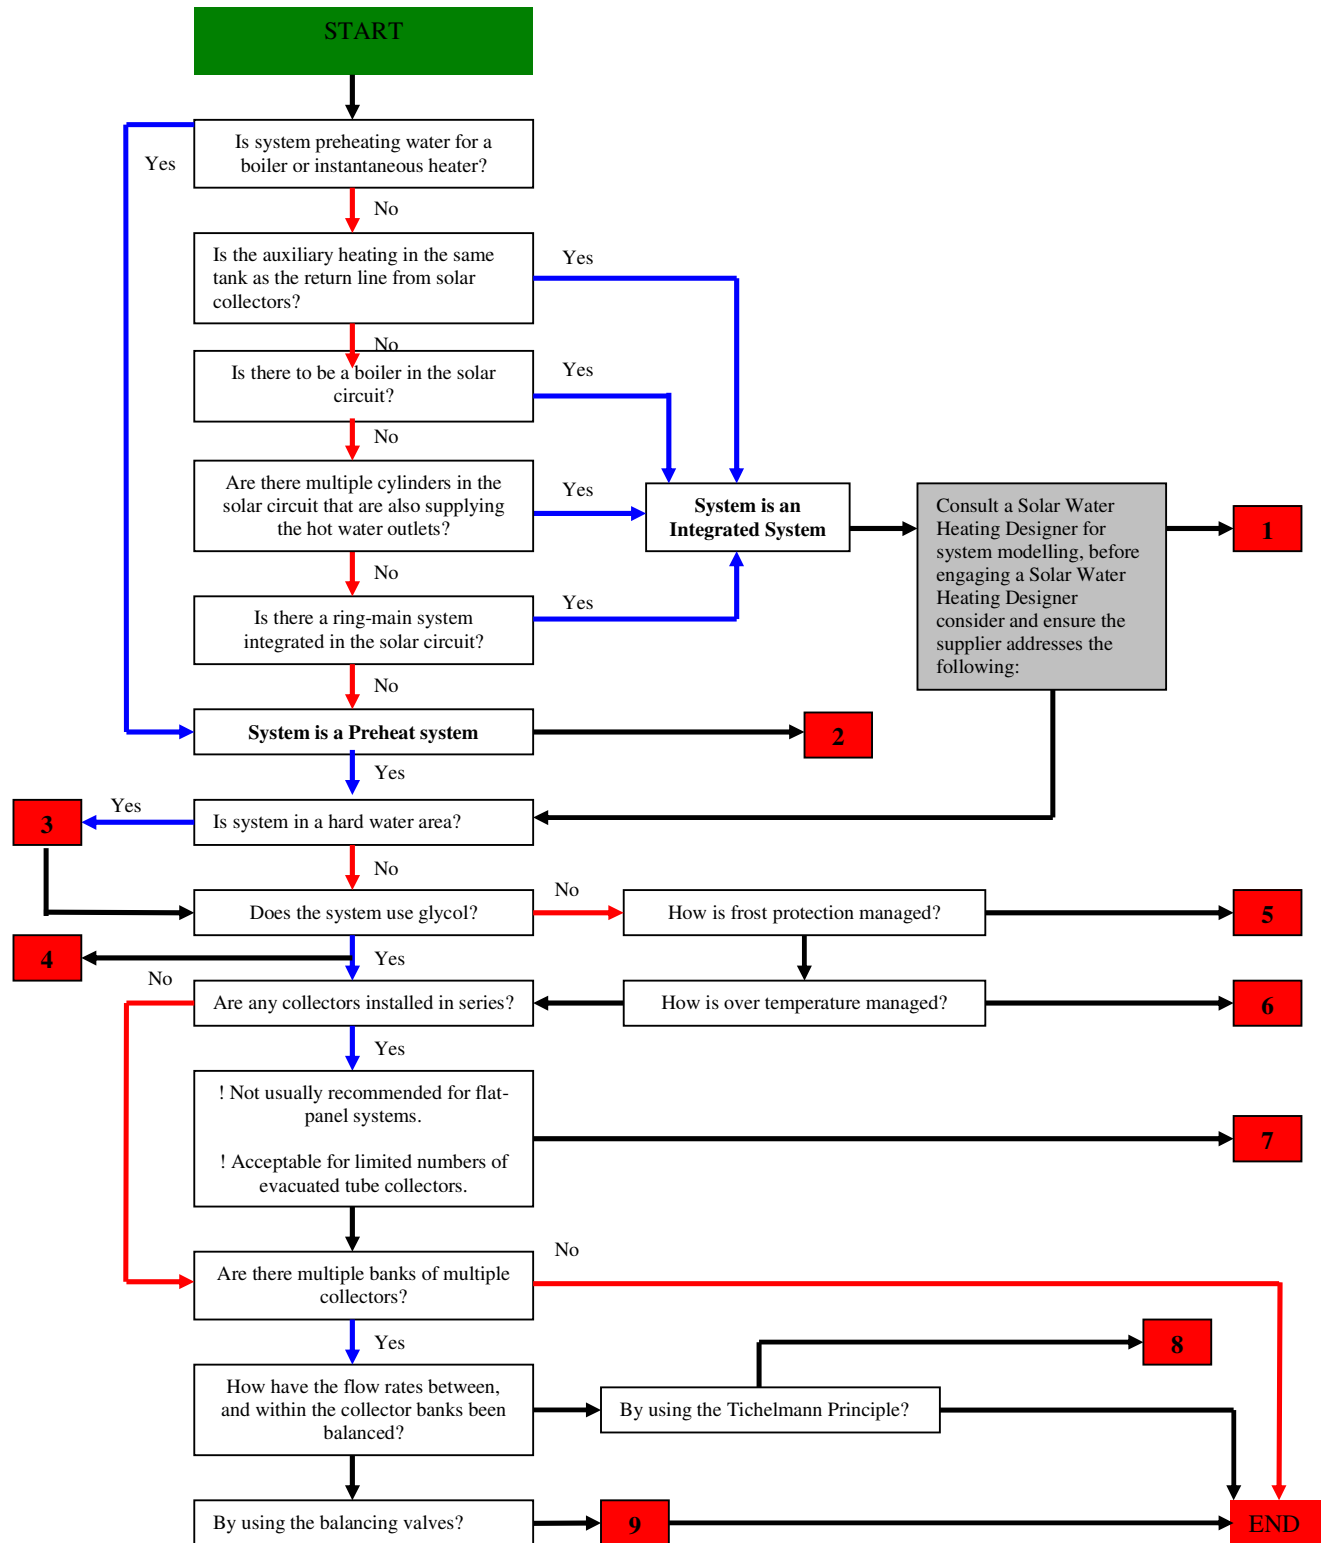 START
Is system preheating water for a
boiler or instantaneous heater?
Yes
No
Is the auxiliary heating in the same
tank as the return line from solar
collectors?
Yes
No
Is there to be a boiler in the solar
circuit?
Yes
No
Are there multiple cylinders in the
solar circuit that are also supplying
the hot water outlets?
Yes
System is an
Integrated System
Consult a Solar Water
Heating Designer for
system modelling, before
engaging a Solar Water
Heating Designer
consider and ensure the
supplier addresses the
following:
1
No
Is there a ring-main system
integrated in the solar circuit?
Yes
No
System is a Preheat system
2
Yes
3
Yes
Is system in a hard water area?
No
Does the system use glycol?
No
How is frost protection managed?
5
4
Yes
No
Are any collectors installed in series?
How is over temperature managed?
6
Yes
! Not usually recommended for flat-
panel systems.
! Acceptable for limited numbers of
evacuated tube collectors.
7
Are there multiple banks of multiple
collectors?
No
Yes
8
How have the flow rates between,
and within the collector banks been
balanced?
By using the Tichelmann Principle?
By using the balancing valves?
9
END